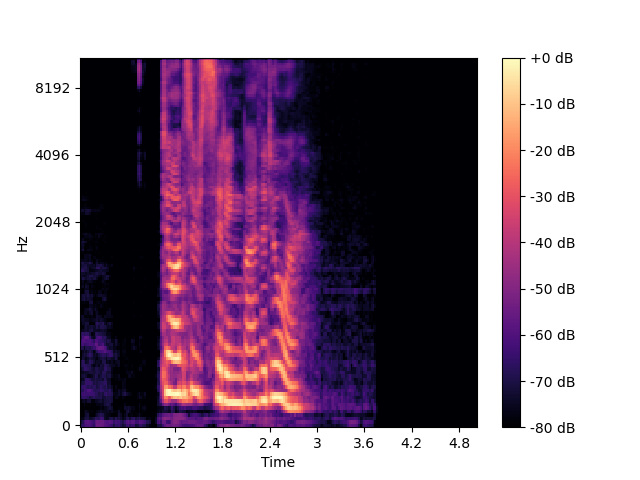 +0 dB
8192
-10 dB
4096
-20 dB
-30 dB
2048
Hz
-40 dB
1024
-50 dB
512
-60 dB
-70 dB
0
-80 dB
0 0.6 1.2 1.8 2.4 3 3.6 4.2 4.8
Time